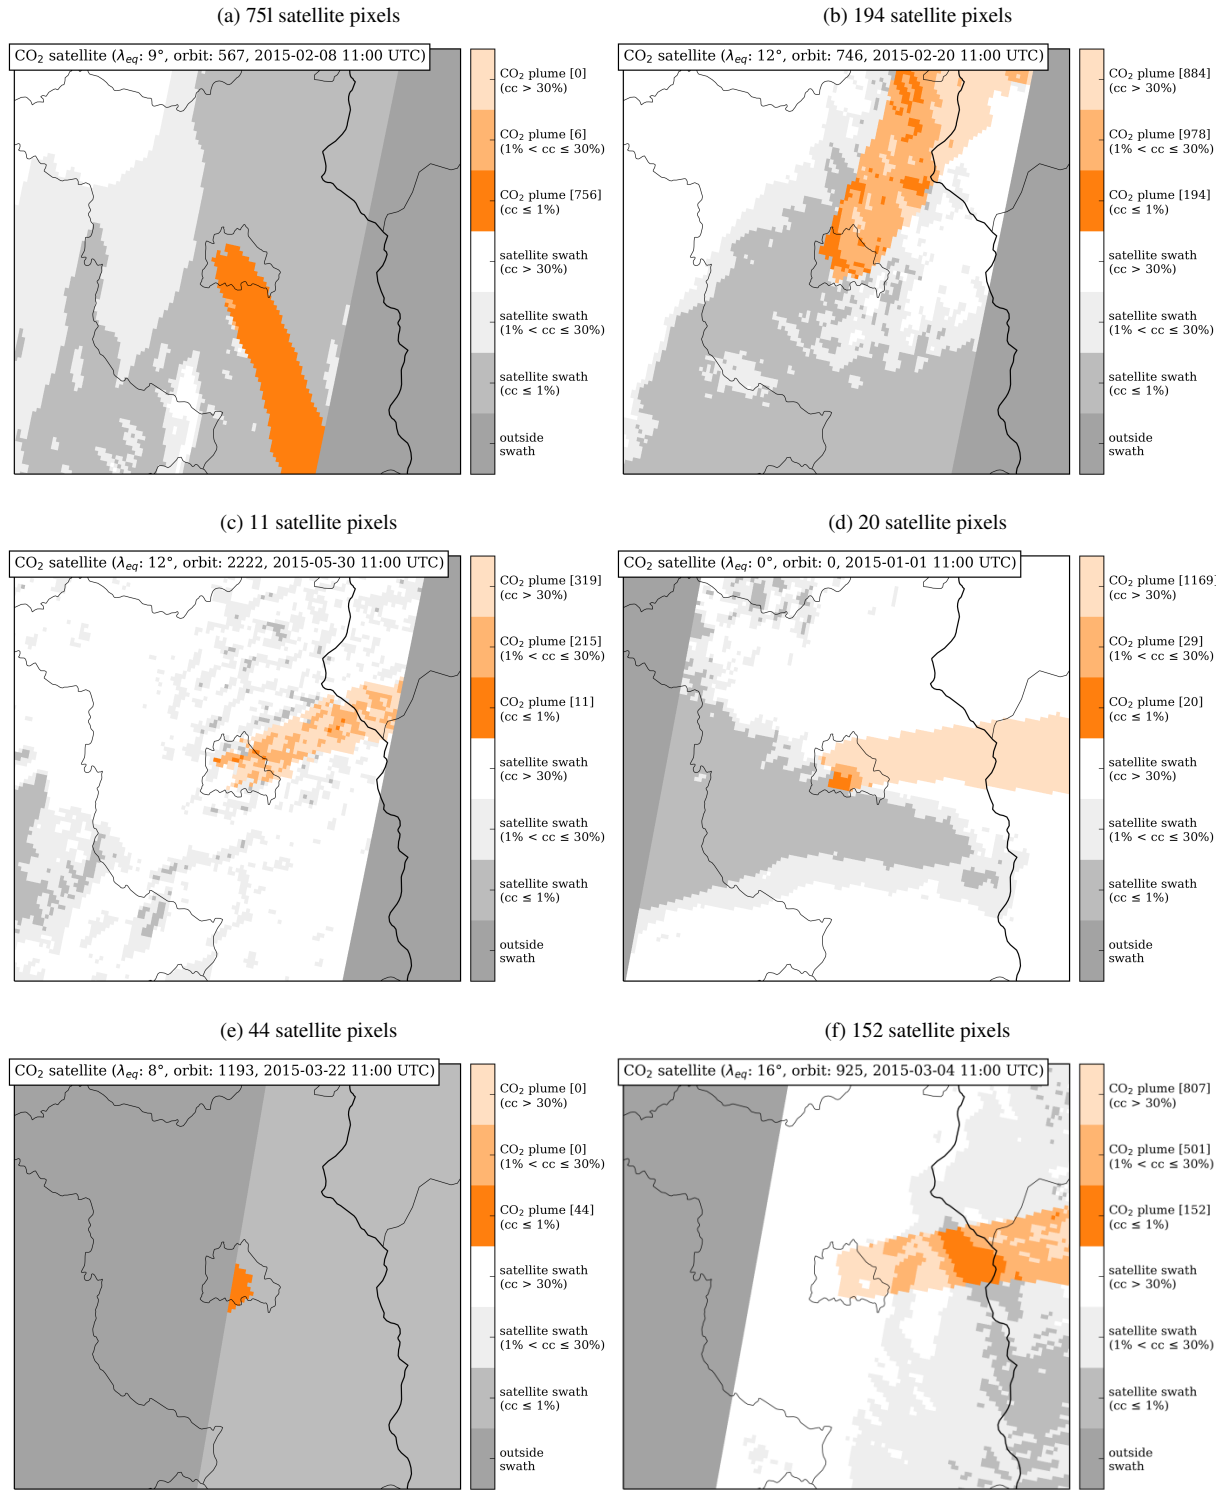 (a) 75l satellite pixels
CO₂ satellite (λeq: 9°, orbit: 567, 2015-02-08 11:00 UTC)
CO₂ plume [0]
(cc > 30%)
CO₂ plume [6]
(1% < cc ≤ 30%)
CO₂ plume [756]
(cc ≤ 1%)
satellite swath
(cc > 30%)
satellite swath
(1% < cc ≤ 30%)
satellite swath
(cc ≤ 1%)
outside
swath
(b) 194 satellite pixels
CO₂ satellite (λeq: 12°, orbit: 746, 2015-02-20 11:00 UTC)
CO₂ plume [884]
(cc > 30%)
CO₂ plume [978]
(1% < cc ≤ 30%)
CO₂ plume [194]
(cc ≤ 1%)
satellite swath
(cc > 30%)
satellite swath
(1% < cc ≤ 30%)
satellite swath
(cc ≤ 1%)
outside
swath
(c) 11 satellite pixels
CO₂ satellite (λeq: 12°, orbit: 2222, 2015-05-30 11:00 UTC)
CO₂ plume [319]
(cc > 30%)
CO₂ plume [215]
(1% < cc ≤ 30%)
CO₂ plume [11]
(cc ≤ 1%)
satellite swath
(cc > 30%)
satellite swath
(1% < cc ≤ 30%)
satellite swath
(cc ≤ 1%)
outside
swath
(d) 20 satellite pixels
CO₂ satellite (λeq: 0°, orbit: 0, 2015-01-01 11:00 UTC)
CO₂ plume [1169]
(cc > 30%)
CO₂ plume [29]
(1% < cc ≤ 30%)
CO₂ plume [20]
(cc ≤ 1%)
satellite swath
(cc > 30%)
satellite swath
(1% < cc ≤ 30%)
satellite swath
(cc ≤ 1%)
outside
swath
(e) 44 satellite pixels
CO₂ satellite (λeq: 8°, orbit: 1193, 2015-03-22 11:00 UTC)
CO₂ plume [0]
(cc > 30%)
CO₂ plume [0]
(1% < cc ≤ 30%)
CO₂ plume [44]
(cc ≤ 1%)
satellite swath
(cc > 30%)
satellite swath
(1% < cc ≤ 30%)
satellite swath
(cc ≤ 1%)
outside
swath
(f) 152 satellite pixels
CO₂ satellite (λeq: 16°, orbit: 925, 2015-03-04 11:00 UTC)
CO₂ plume [807]
(cc > 30%)
CO₂ plume [501]
(1% < cc ≤ 30%)
CO₂ plume [152]
(cc ≤ 1%)
satellite swath
(cc > 30%)
satellite swath
(1% < cc ≤ 30%)
satellite swath
(cc ≤ 1%)
outside
swath